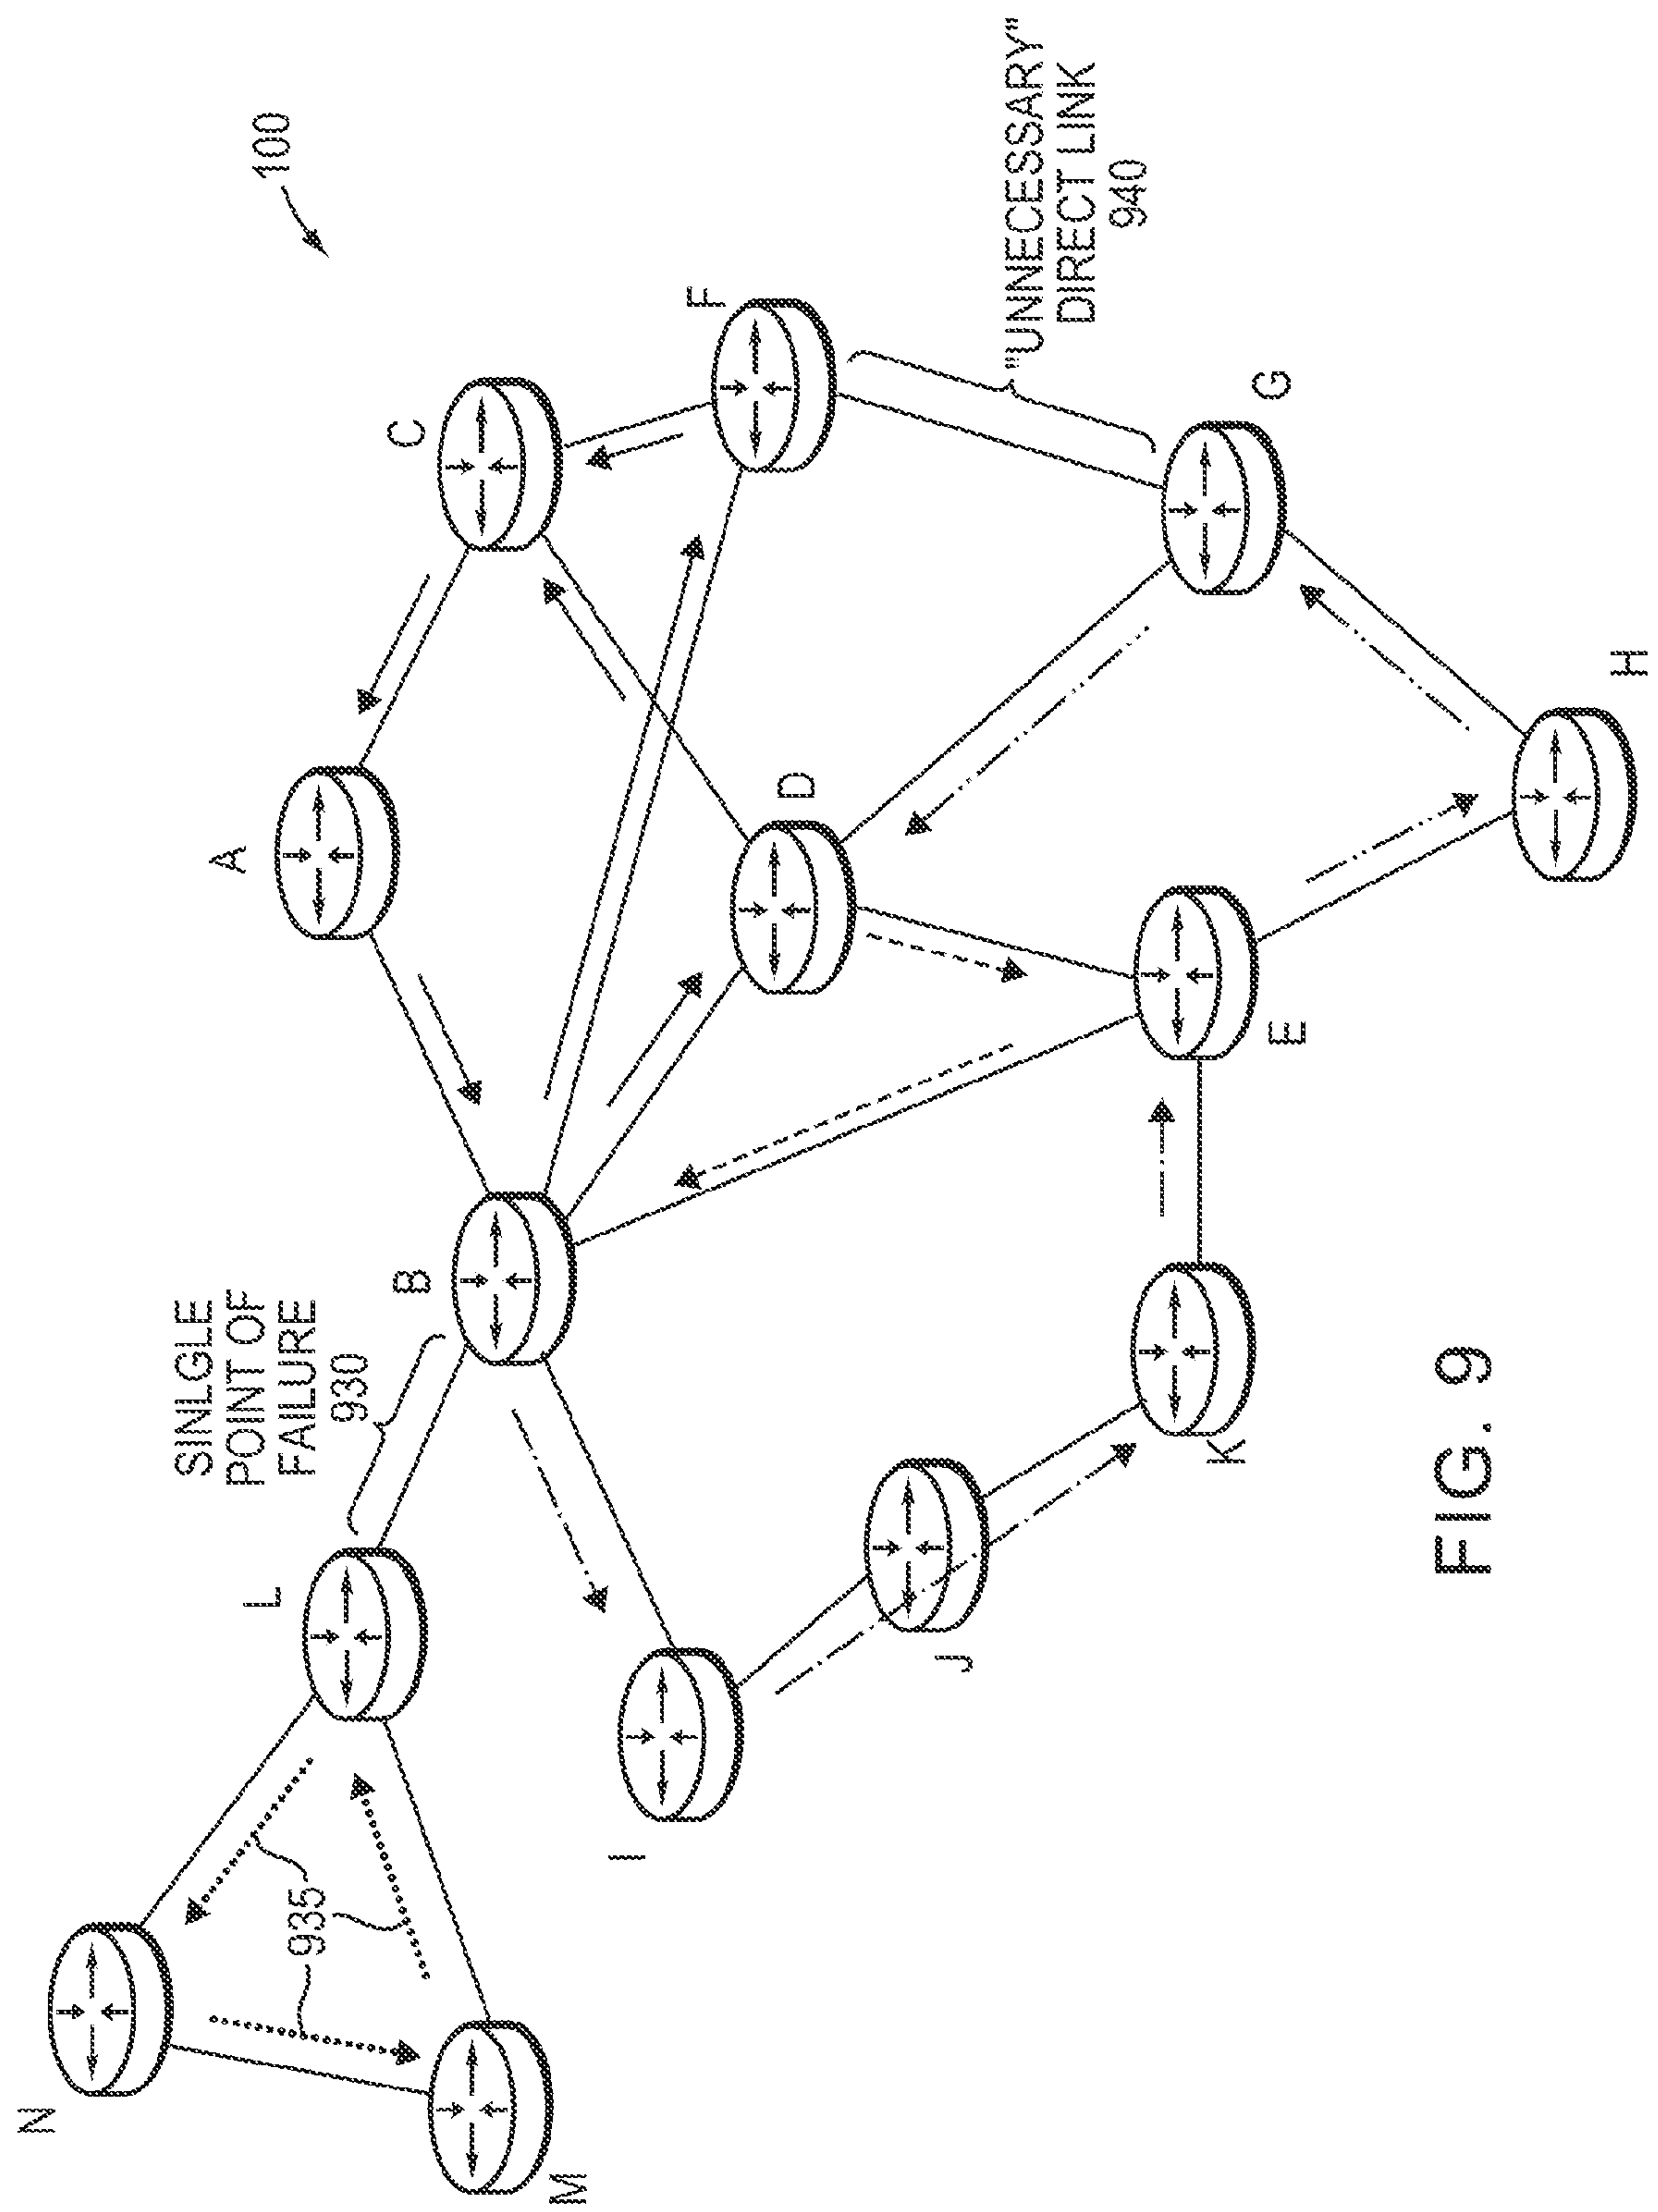 100
A
C
F
B
D
L
N
SINLGLE
POINT OF
FAILURE
930
"UNNECESSARY"
DIRECT LINK
940
935
G
I
J
E
K
M
H
FIG. 9